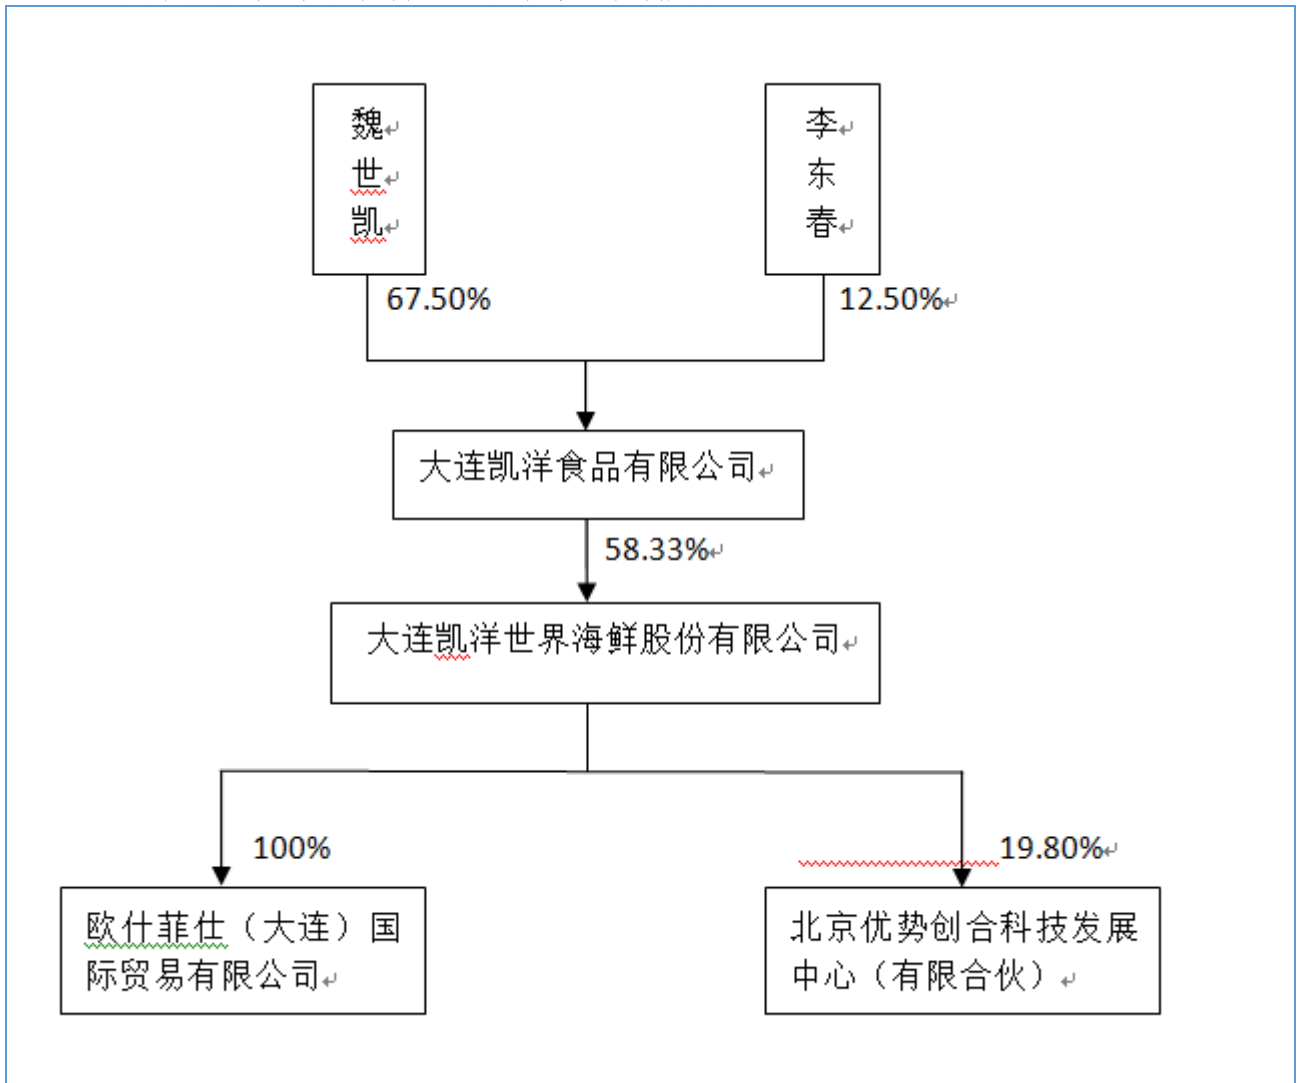 魏
世
凯
李
东
春
67.50%
12.50%
大连凯洋食品有限公司
58.33%
大连凯洋世界海鲜股份有限公司
100%
19.80%
欧什菲仕（大连）国
际贸易有限公司
北京优势创合科技发展
中心（有限合伙）